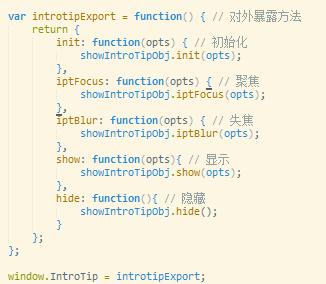 var introtipExport = function() { // 对外暴露方法
    return {
        init: function(opts) { // 初始化
            showIntroTipObj.init(opts);
        },
        iptFocus: function(opts) { // 聚焦
            showIntroTipObj.iptFocus(opts);
        },
        iptBlur: function(opts) { // 失焦
            showIntroTipObj.iptBlur(opts);
        },
        show: function(opts){ // 显示
            showIntroTipObj.show(opts);
        },
        hide: function(){ // 隐藏
            showIntroTipObj.hide();
        }
    };
};
window.IntroTip = introtipExport;